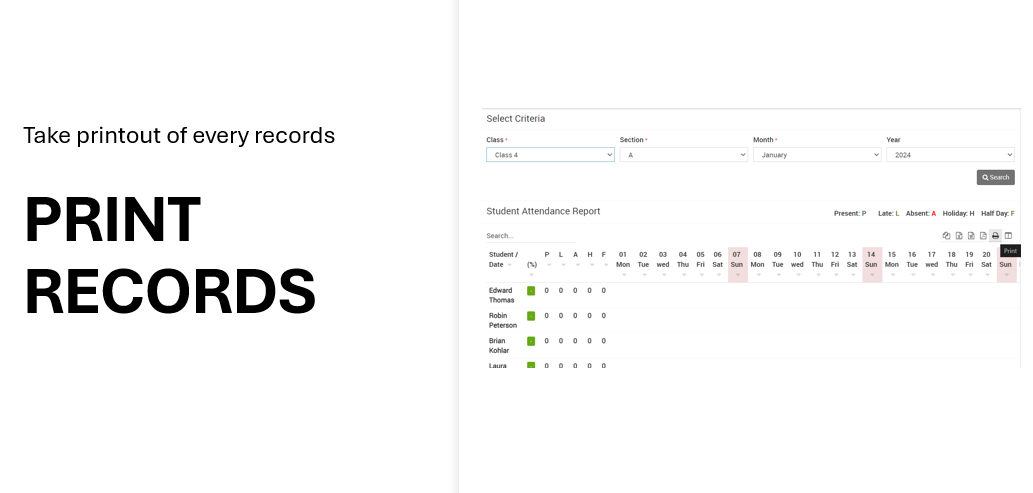 Take printout of every records
PRINT
RECORDS
Select Criteria
Class * Section * Month * Year
Class 4 A January 2024
Search
Student Attendance Report
Present: P Late: L Absent: A Holiday: H Half Day: F
Search...
Print
Student / Date (%) P L A H F 01 Mon 02 Tue 03 wed 04 Thu 05 Fri 06 Sat 07 Sun 08 Mon 09 Tue 10 wed 11 Thu 12 Fri 13 Sat 14 Sun 15 Mon 16 Tue 17 wed 18 Thu 19 Fri 20 Sat Sun
Edward Thomas - 0 0 0 0 0
Robin Peterson - 0 0 0 0 0
Brian Kohlar - 0 0 0 0 0
Laura 0 0 0 0 0